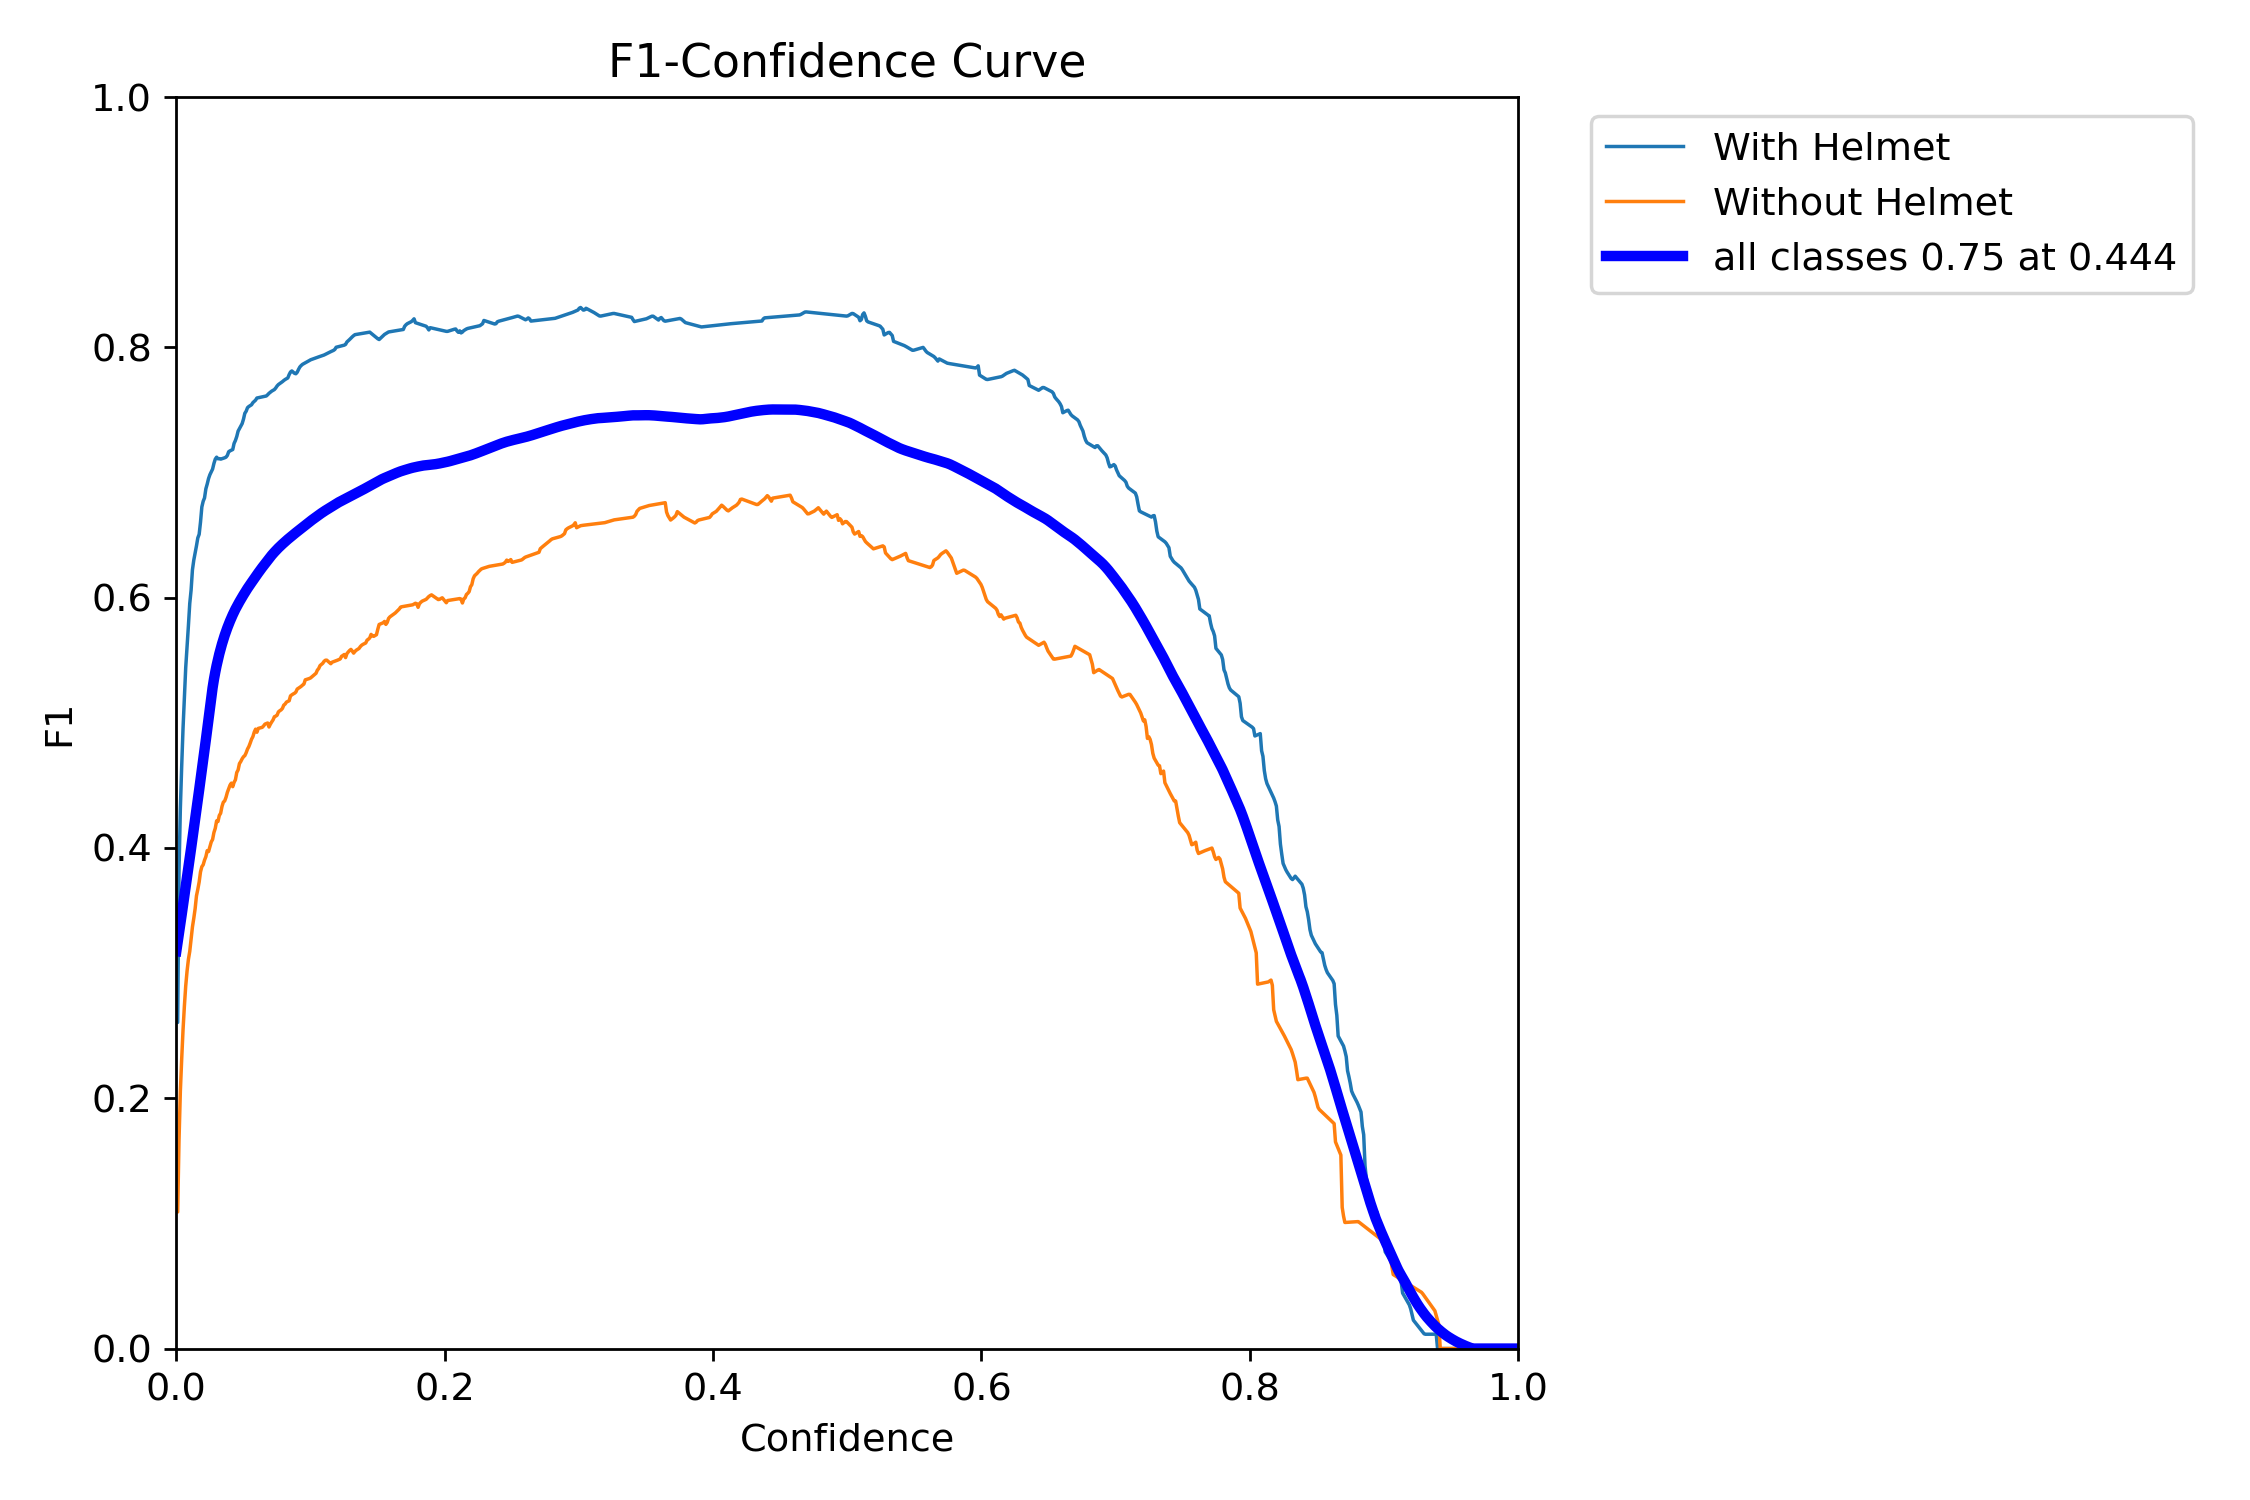 F1-Confidence Curve
With Helmet
Without Helmet
all classes 0.75 at 0.444
1.0
0.8
0.6
0.4
0.2
0.0
F1
0.0 0.2 0.4 0.6 0.8 1.0
Confidence